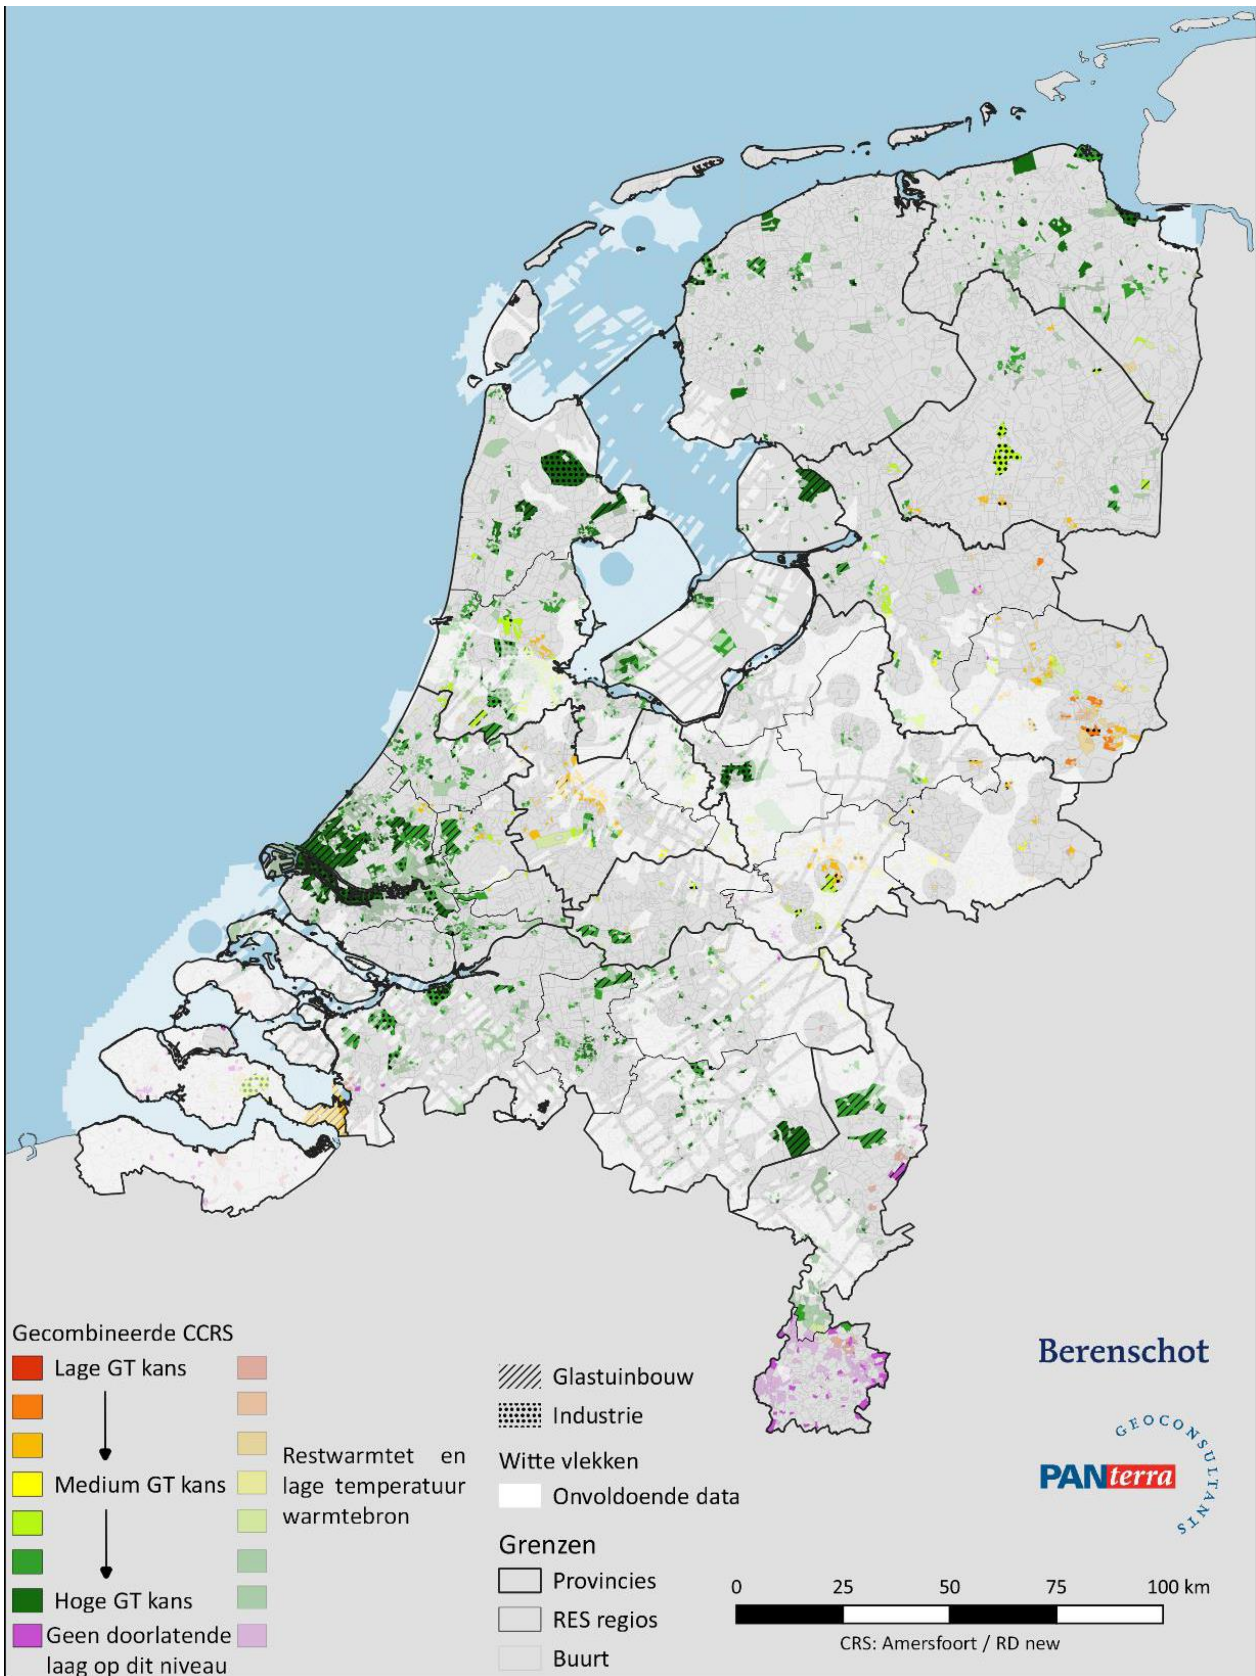 Gecombineerde CCRS
Lage GT kans
Medium GT kans
Hoge GT kans
Geen doorlatende
laag op dit niveau
Restwarmtet en
lage temperatuur
warmtebron
Glastuinbouw
Industrie
Witte vlekken
Onvoldoende data
Grenzen
Provincies
RES regios
Buurt
Berenschot
PANterra
GEOCONSULTANTS
0 25 50 75 100 km
CRS: Amersfoort / RD new